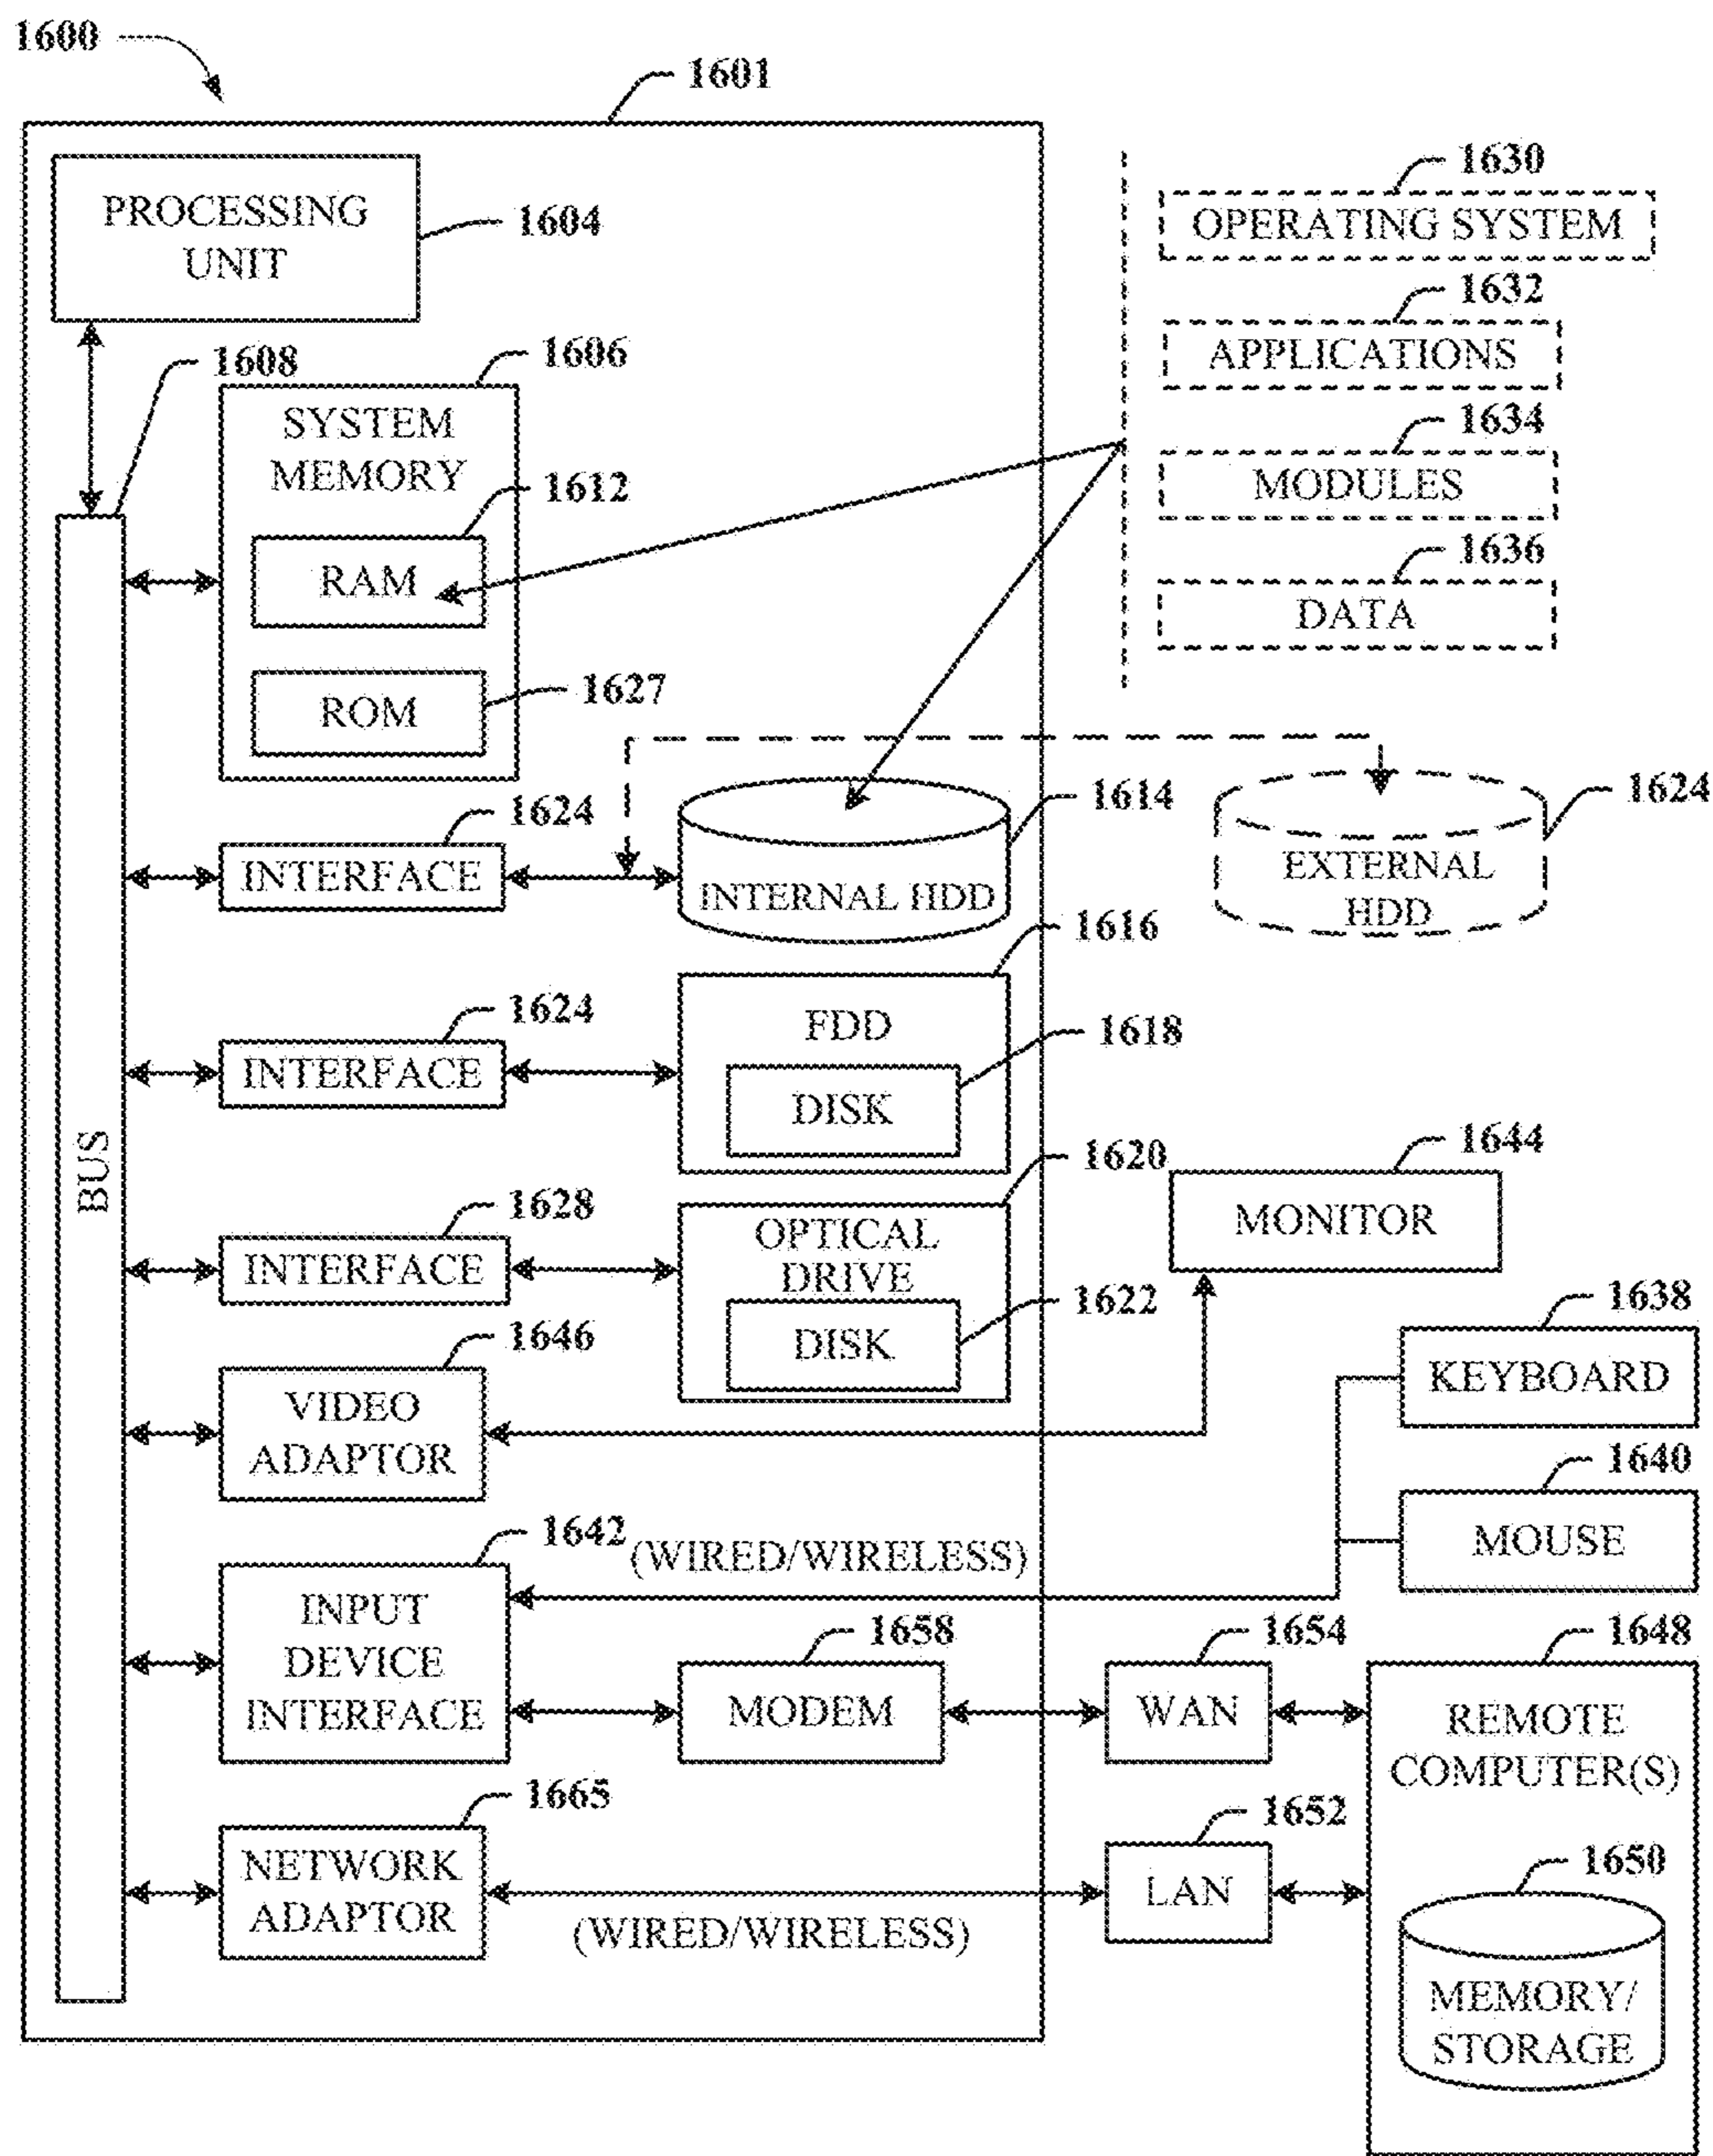 1600
1601
PROCESSING
UNIT
1604
1630
OPERATING SYSTEM
1632
APPLICATIONS
1634
MODULES
1636
DATA
1608
1606
SYSTEM
MEMORY
1612
RAM
1627
ROM
1624
INTERFACE
1614
INTERNAL HDD
1624
EXTERNAL
HDD
1616
FDD
1624
INTERFACE
1618
DISK
BUS
1620
OPTICAL
DRIVE
1628
INTERFACE
1622
DISK
1644
MONITOR
1638
KEYBOARD
1646
VIDEO
ADAPTOR
1640
MOUSE
1642
(WIRED/WIRELESS)
INPUT
DEVICE
INTERFACE
1658
MODEM
1654
WAN
1648
REMOTE
COMPUTER(S)
1665
NETWORK
ADAPTOR
(WIRED/WIRELESS)
1652
LAN
1650
MEMORY/
STORAGE